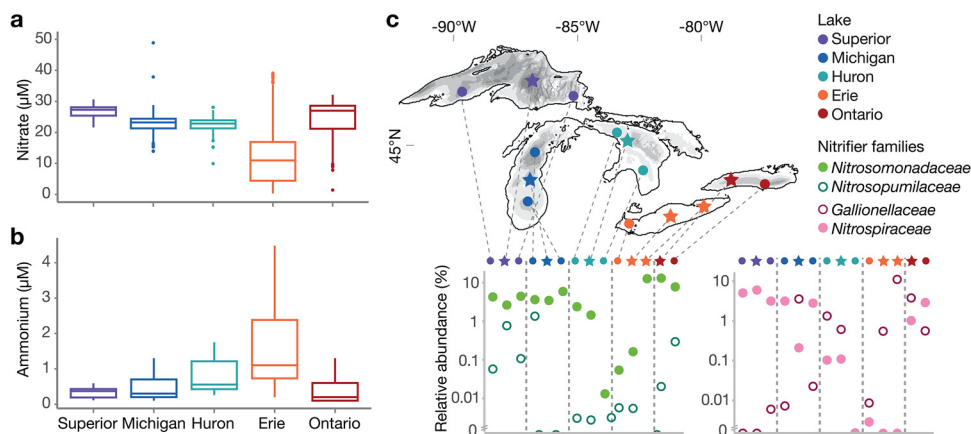 a
50
40
30
20
10
0
Nitrate (µM)
b
4
3
2
1
0
Ammonium (µM)
Superior Michigan Huron Erie Ontario
c
-90°W -85°W -80°W
45°N
Lake
Superior
Michigan
Huron
Erie
Ontario
Nitrifier families
Nitrosomonadaceae
Nitrosopumilaceae
Gallionellaceae
Nitrospiraceae
Relative abundance (%)
10
1
0.1
0.01
0
10
1
0.1
0.01
0